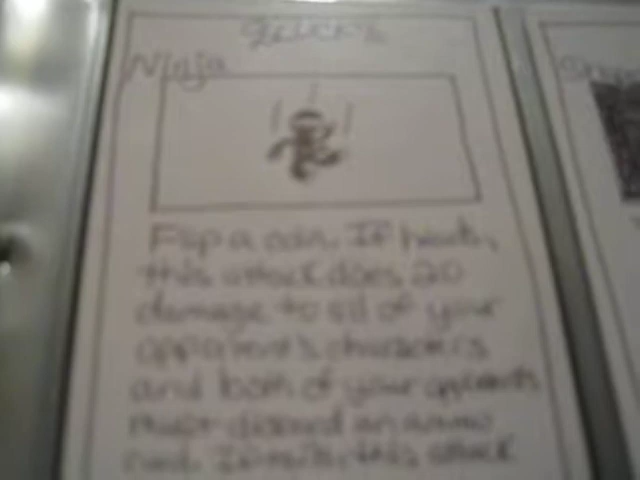 Ninja
Flip a coin. If heads,
this attack does 20
damage to all of your
opponent's characters
and both of your opponents
must discard an ammo
card. If tails, this attack